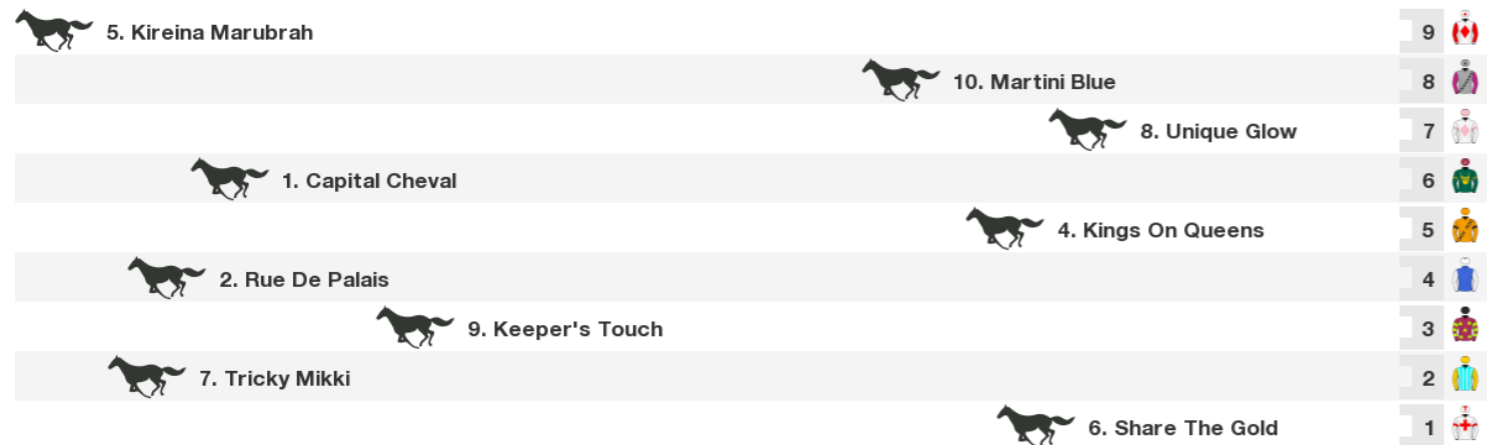 5. Kireina Marubrah 9
10. Martini Blue 8
8. Unique Glow 7
1. Capital Cheval 6
4. Kings On Queens 5
2. Rue De Palais 4
9. Keeper's Touch 3
7. Tricky Mikki 2
6. Share The Gold 1